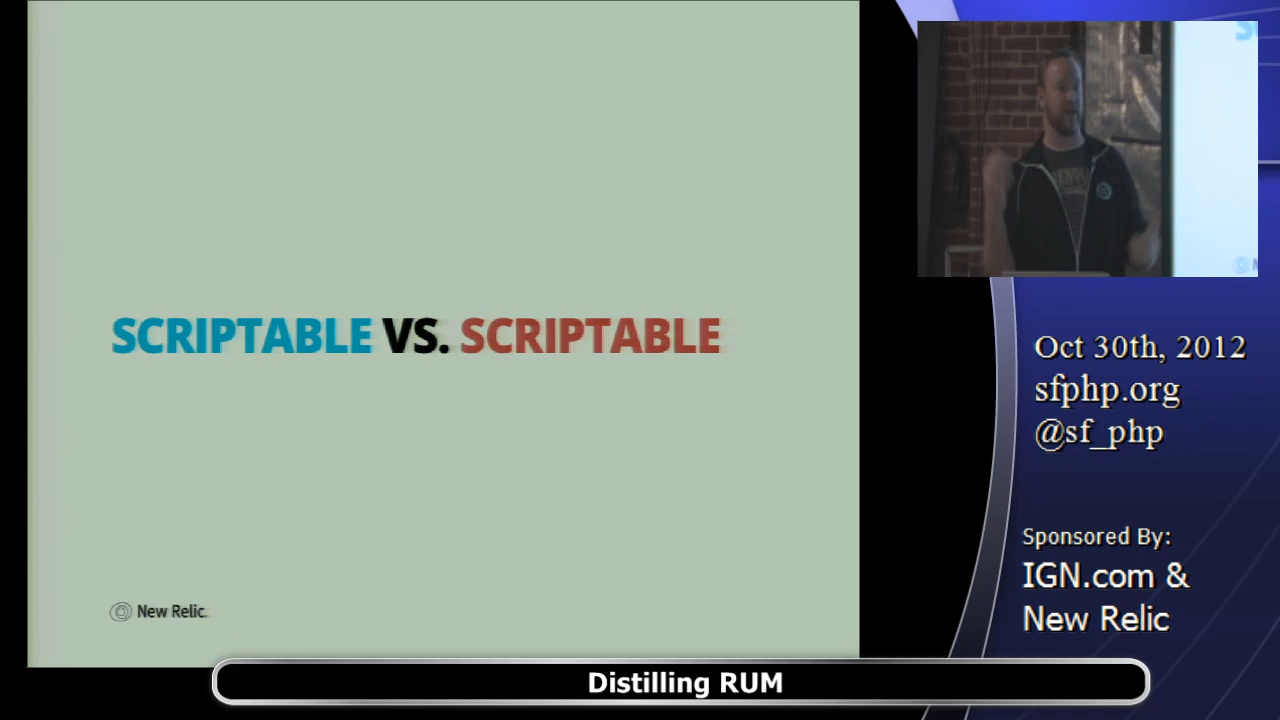 SCRIPTABLE VS. SCRIPTABLE
New Relic.
Oct 30th, 2012
sfphp.org
@sf_php
Sponsored By:
IGN.com &
New Relic
Distilling RUM